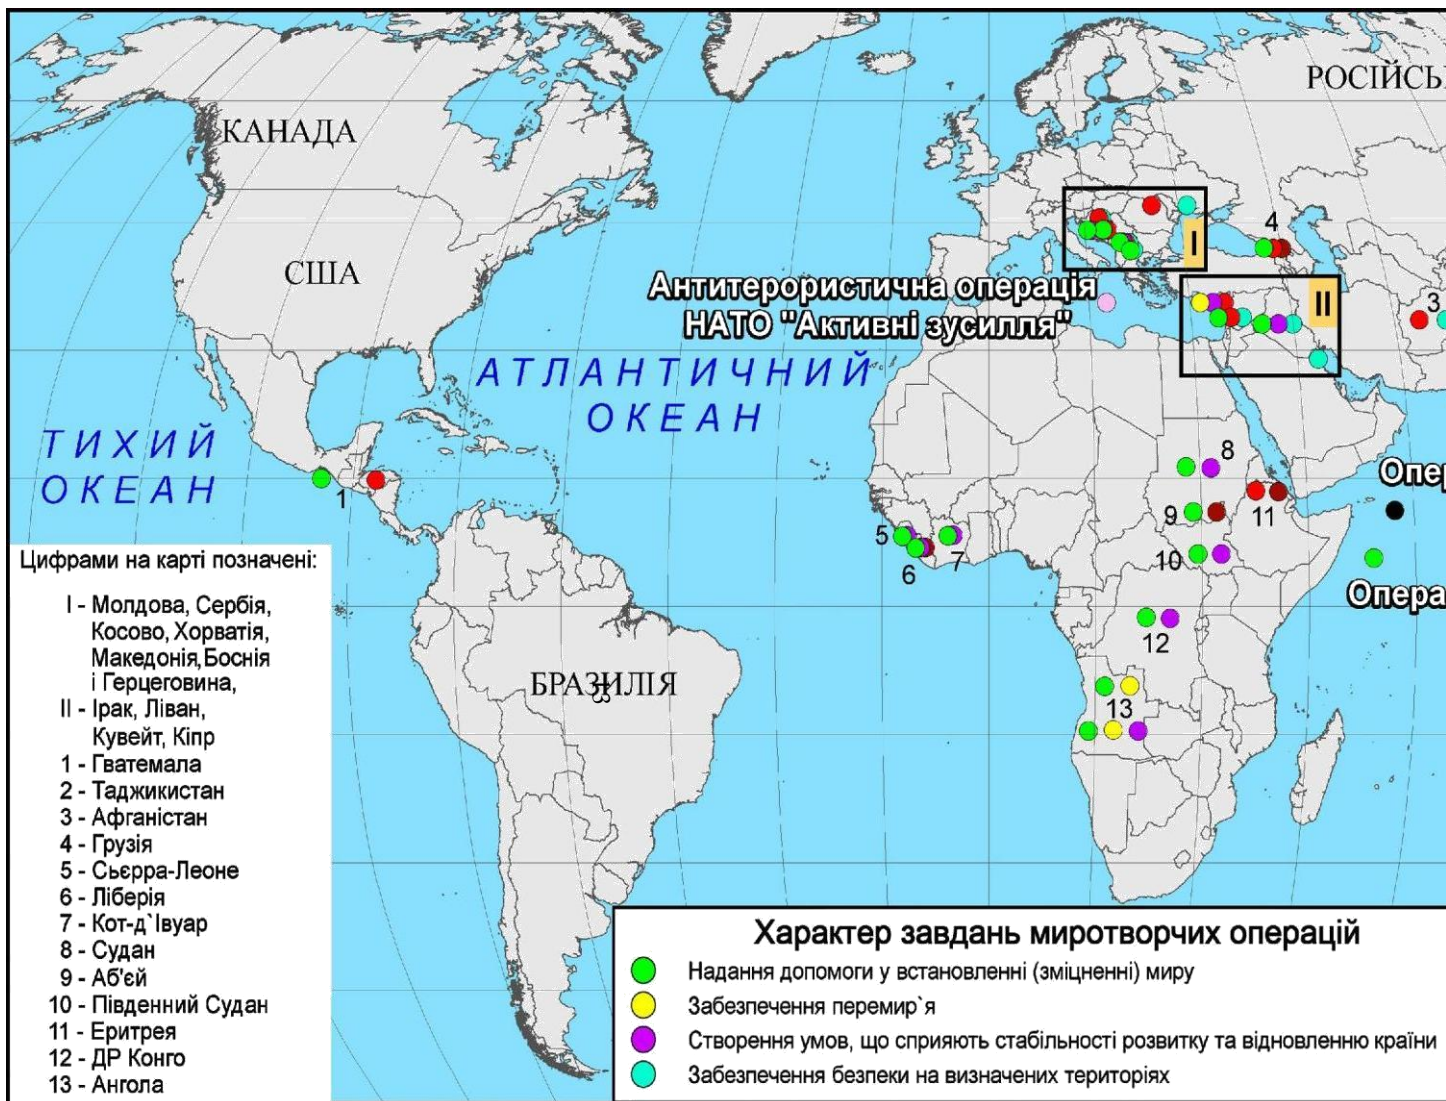 РОСІЙСЬ
КАНАДА
США
4
I
Антитерористична операція
НАТО "Активні зусилля"
II
3
АТЛАНТИЧНИЙ
ОКЕАН
ТИХИЙ
ОКЕАН
1
8
Опер
9
11
5
6
7
10
Опера
12
БРАЗИЛІЯ
13
Цифрами на карті позначені:
I - Молдова, Сербія,
Косово, Хорватія,
Македонія,Боснія
і Герцеговина,
II - Ірак, Ліван,
Кувейт, Кіпр
1 - Гватемала
2 - Таджикистан
3 - Афганістан
4 - Грузія
5 - Сьєрра-Леоне
6 - Ліберія
7 - Кот-д`Івуар
8 - Судан
9 - Аб'єй
10 - Південний Судан
11 - Еритрея
12 - ДР Конго
13 - Ангола
Характер завдань миротворчих операцій
Надання допомоги у встановленні (зміцненні) миру
Забезпечення перемир`я
Створення умов, що сприяють стабільності розвитку та відновленню країни
Забезпечення безпеки на визначених територіях